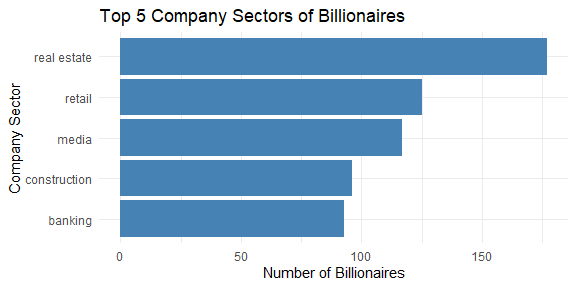 Top 5 Company Sectors of Billionaires
Company Sector
real estate
retail
media
construction
banking
0 50 100 150
Number of Billionaires